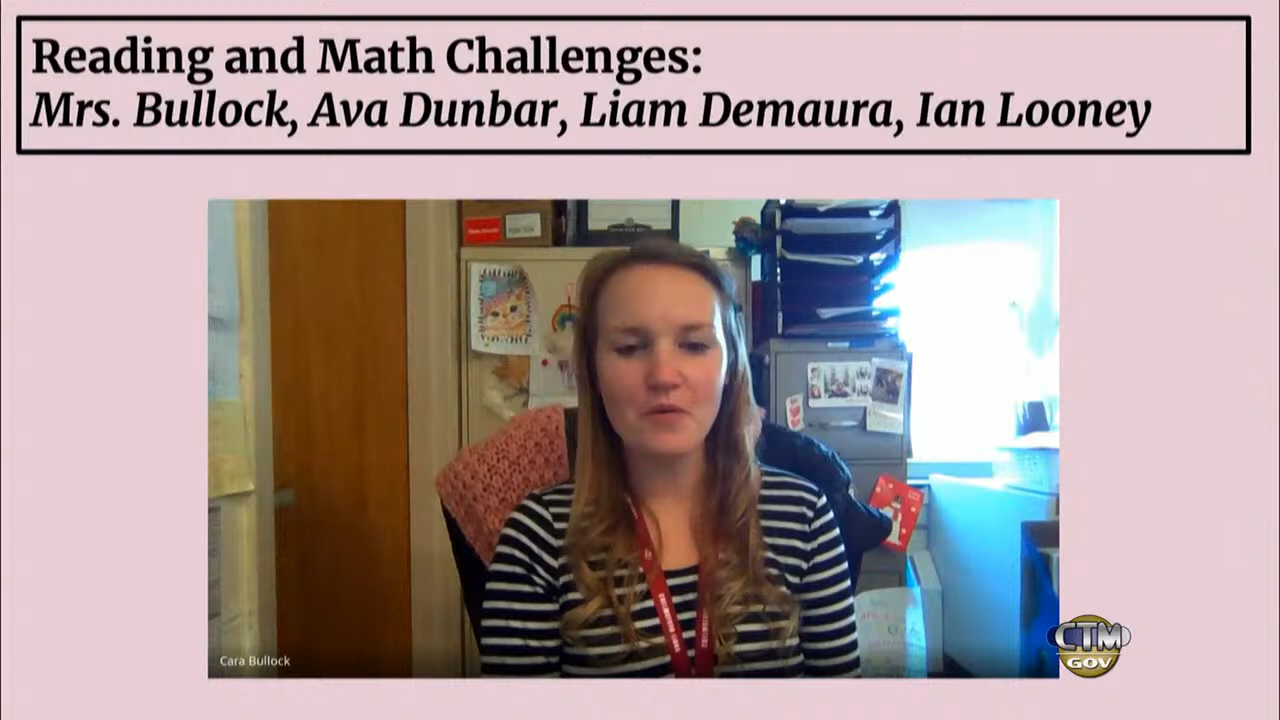 Reading and Math Challenges:
Mrs. Bullock, Ava Dunbar, Liam Demaura, Ian Looney
Cara Bullock
CTM
GOV